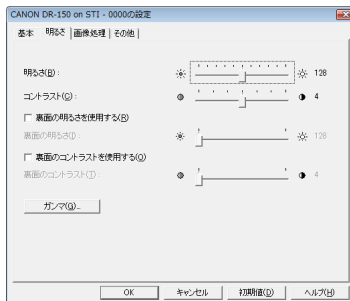 CANON DR-150 on STI - 0000の設定
基本 明るさ 画像処理 その他
明るさ(B): 128
コントラスト(C): 4
裏面の明るさを使用する(R)
裏面の明るさ(I): 128
裏面のコントラストを使用する(O)
裏面のコントラスト(T): 4
ガンマ(G)...
OK キャンセル 初期値(D) ヘルプ(H)